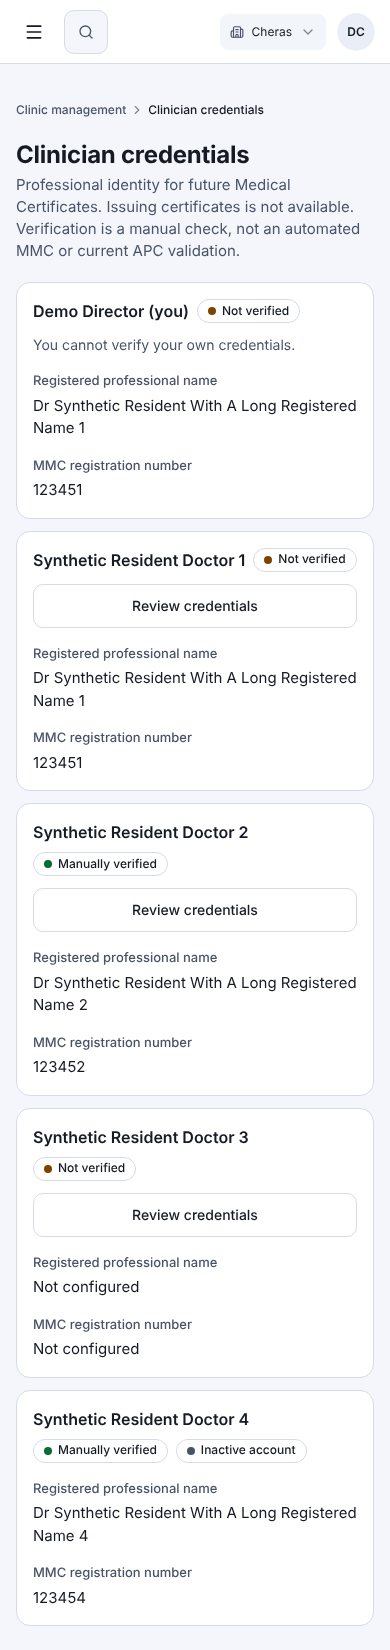 Cheras
DC
Clinic management
Clinician credentials
Clinician credentials
Professional identity for future Medical
Certificates. Issuing certificates is not available.
Verification is a manual check, not an automated
MMC or current APC validation.
Demo Director (you)
Not verified
You cannot verify your own credentials.
Registered professional name
Dr Synthetic Resident With A Long Registered
Name 1
MMC registration number
123451
Synthetic Resident Doctor 1
Not verified
Review credentials
Registered professional name
Dr Synthetic Resident With A Long Registered
Name 1
MMC registration number
123451
Synthetic Resident Doctor 2
Manually verified
Review credentials
Registered professional name
Dr Synthetic Resident With A Long Registered
Name 2
MMC registration number
123452
Synthetic Resident Doctor 3
Not verified
Review credentials
Registered professional name
Not configured
MMC registration number
Not configured
Synthetic Resident Doctor 4
Manually verified
Inactive account
Registered professional name
Dr Synthetic Resident With A Long Registered
Name 4
MMC registration number
123454